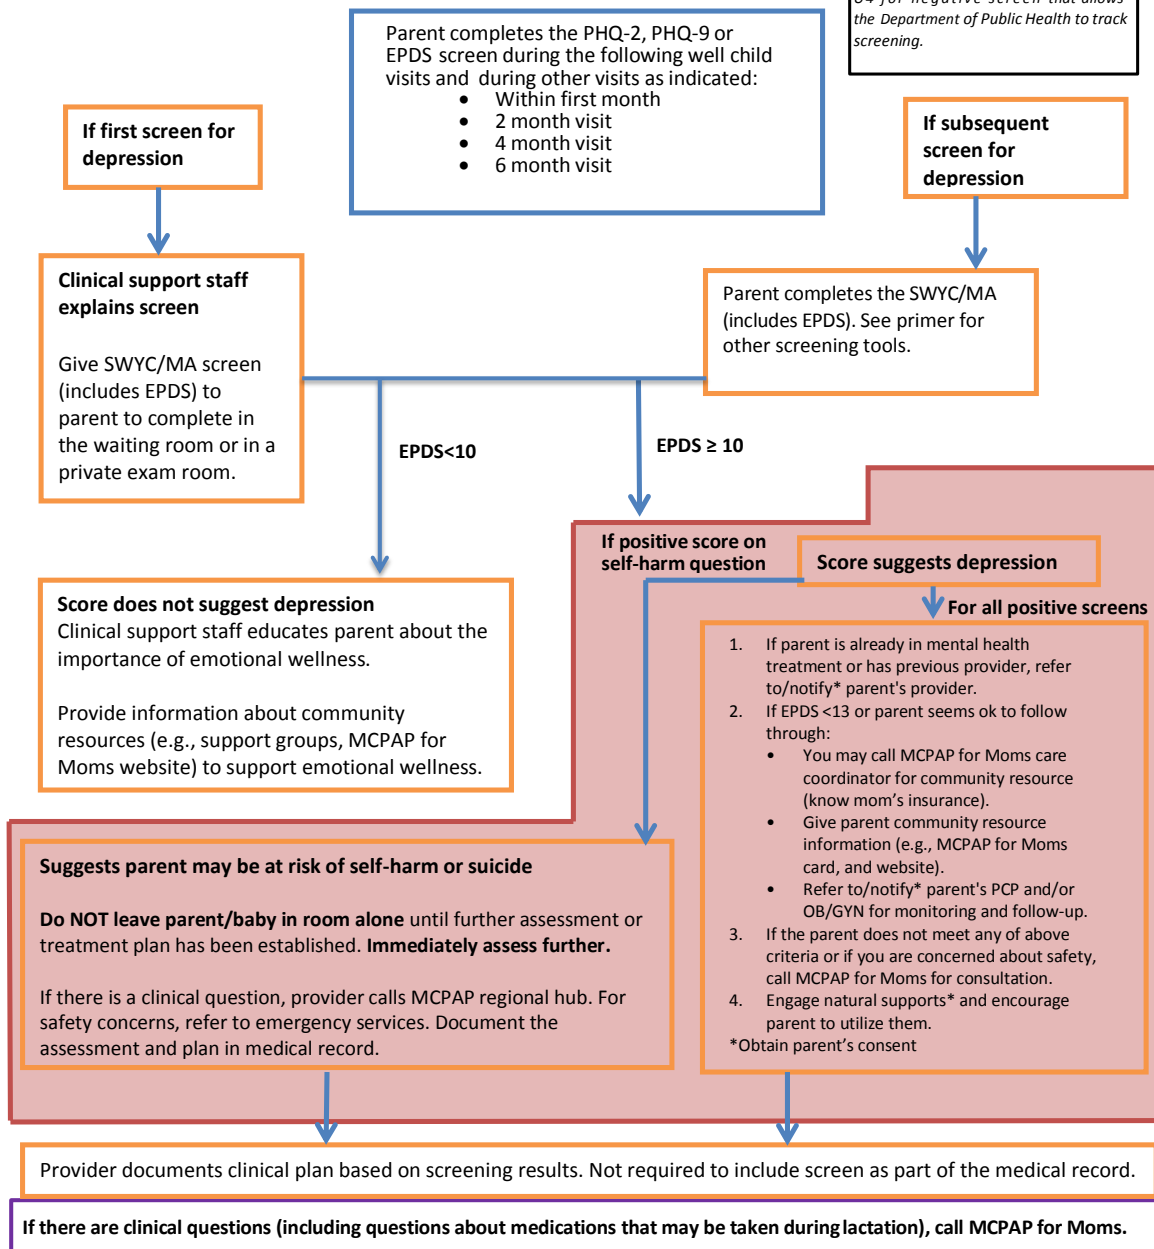 U4 for negative screen that allows
the Department of Public Health to track
screening.
Parent completes the PHQ-2, PHQ-9 or
EPDS screen during the following well child
visits and during other visits as indicated:
• Within first month
• 2 month visit
• 4 month visit
• 6 month visit
If first screen for
depression
If subsequent
screen for
depression
Clinical support staff
explains screen
Give SWYC/MA screen
(includes EPDS) to
parent to complete in
the waiting room or in a
private exam room.
Parent completes the SWYC/MA
(includes EPDS). See primer for
other screening tools.
EPDS<10
EPDS ≥ 10
If positive score on
self-harm question
Score suggests depression
For all positive screens
Score does not suggest depression
Clinical support staff educates parent about the
importance of emotional wellness.
Provide information about community
resources (e.g., support groups, MCPAP for
Moms website) to support emotional wellness.
1. If parent is already in mental health
treatment or has previous provider, refer
to/notify* parent's provider.
2. If EPDS <13 or parent seems ok to follow
through:
• You may call MCPAP for Moms care
coordinator for community resource
(know mom's insurance).
• Give parent community resource
information (e.g., MCPAP for Moms
card, and website).
• Refer to/notify* parent's PCP and/or
OB/GYN for monitoring and follow-up.
3. If the parent does not meet any of above
criteria or if you are concerned about safety,
call MCPAP for Moms for consultation.
4. Engage natural supports* and encourage
parent to utilize them.
*Obtain parent's consent
Suggests parent may be at risk of self-harm or suicide
Do NOT leave parent/baby in room alone until further assessment or
treatment plan has been established. Immediately assess further.
If there is a clinical question, provider calls MCPAP regional hub. For
safety concerns, refer to emergency services. Document the
assessment and plan in medical record.
Provider documents clinical plan based on screening results. Not required to include screen as part of the medical record.
If there are clinical questions (including questions about medications that may be taken during lactation), call MCPAP for Moms.